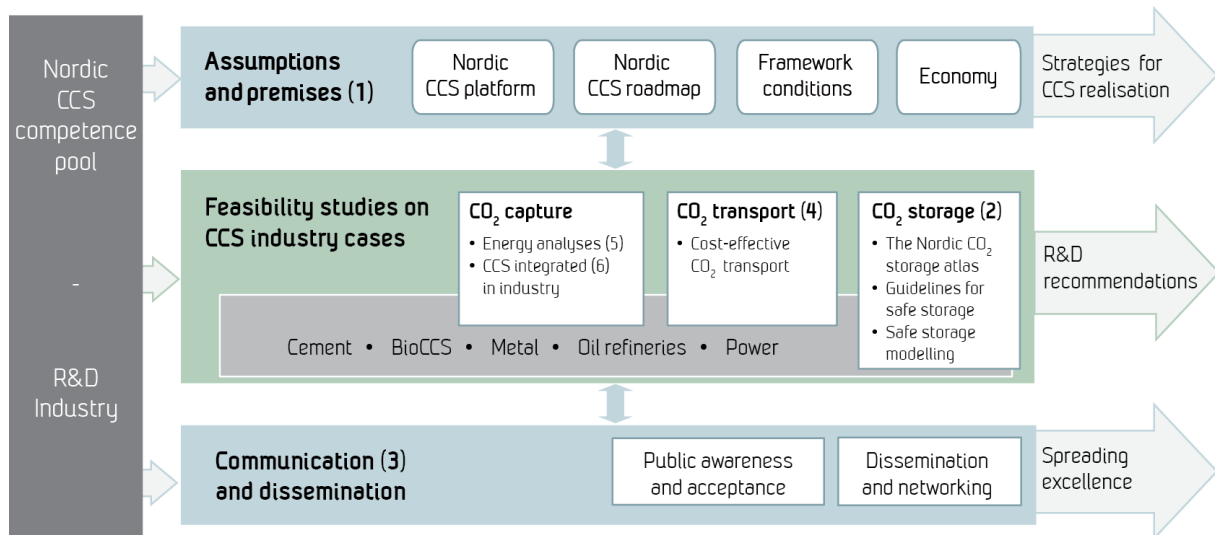 Nordic
CCS
competence
pool
-
R&D
Industry
Assumptions
and premises (1)
Nordic
CCS platform
Nordic
CCS roadmap
Framework
conditions
Economy
Strategies for
CCS realisation
Feasibility studies on
CCS industry cases
CO₂ capture
• Energy analyses (5)
• CCS integrated (6)
in industry
CO₂ transport (4)
• Cost-effective
CO₂ transport
CO₂ storage (2)
• The Nordic CO₂
storage atlas
• Guidelines for
safe storage
• Safe storage
modelling
Cement • BioCCS • Metal • Oil refineries • Power
R&D
recommendations
Communication (3)
and dissemination
Public awareness
and acceptance
Dissemination
and networking
Spreading
excellence